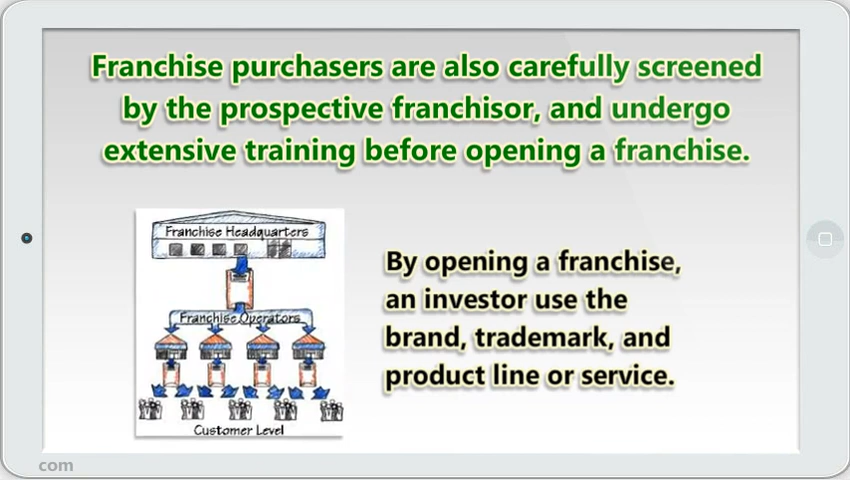 Franchise purchasers are also carefully screened
by the prospective franchisor, and undergo
extensive training before opening a franchise.
Franchise Headquarters
Franchise Operators
Customer Level
By opening a franchise,
an investor use the
brand, trademark, and
product line or service.
com